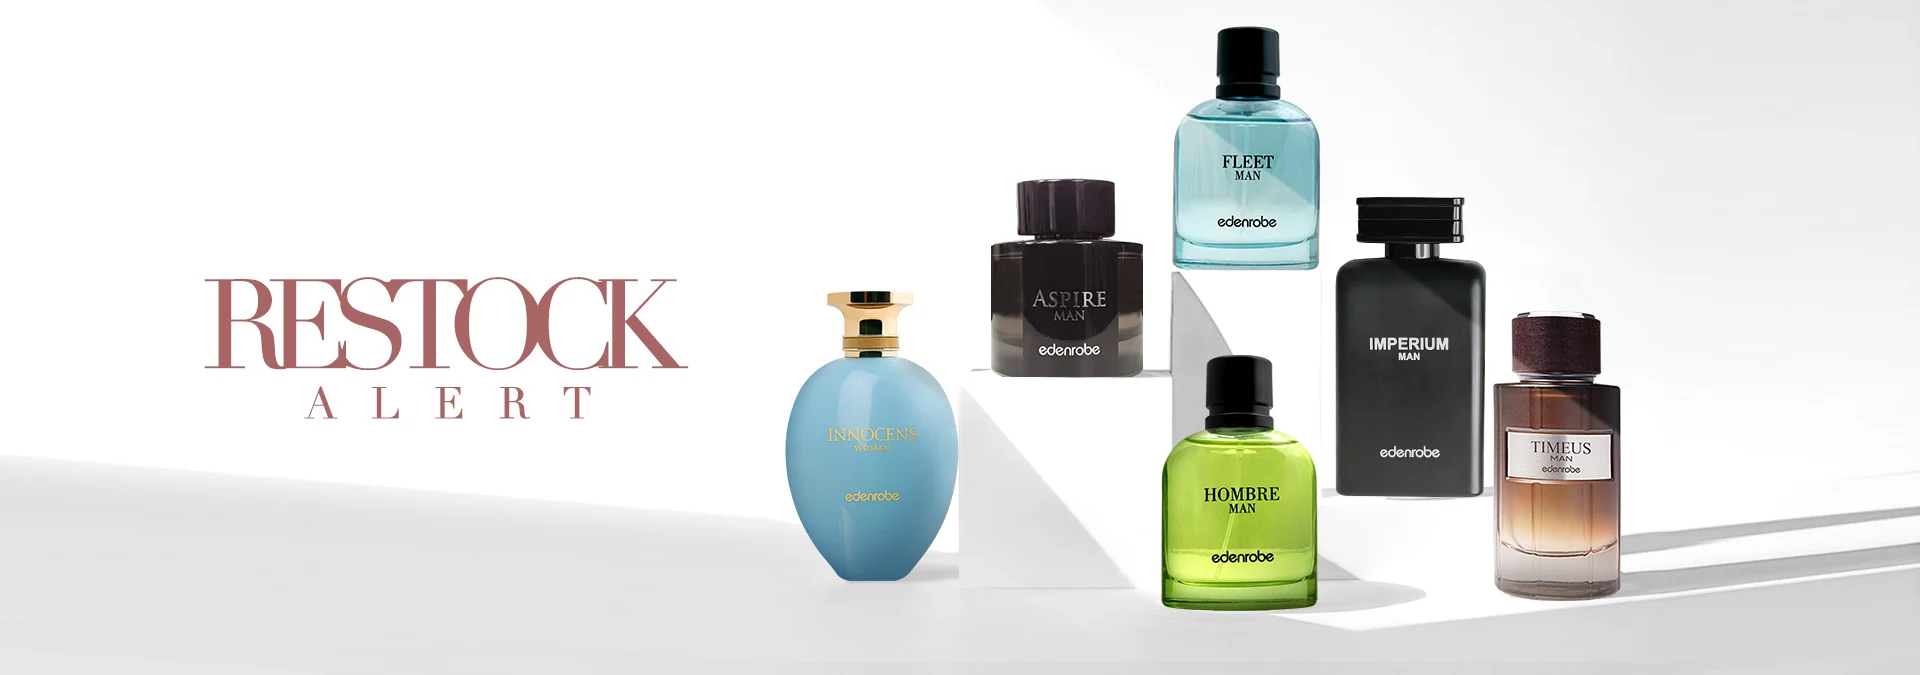 RESTOCK
ALERT
INNOCENS
WOMAN
edenrobe
ASPIRE
MAN
edenrobe
FLEET
MAN
edenrobe
HOMBRE
MAN
edenrobe
IMPERIUM
MAN
edenrobe
TIMEUS
MAN
edenrobe